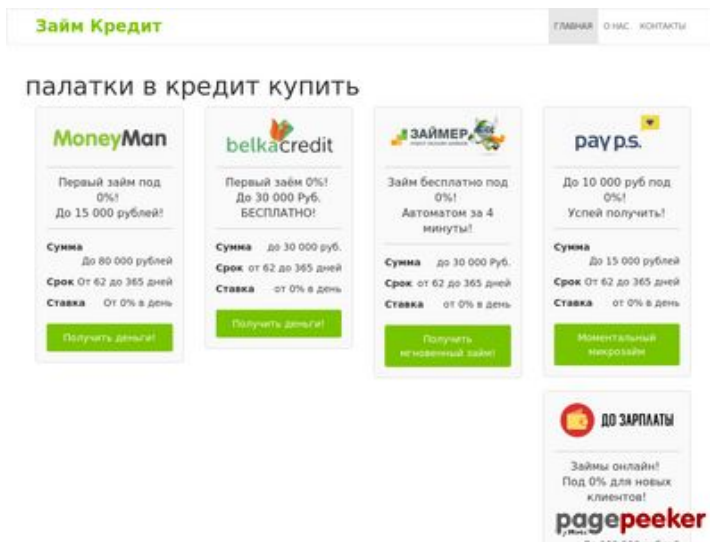 Займ Кредит
ГЛАВНАЯ О НАС. КОНТАКТЫ
палатки в кредит купить
MoneyMan
Первый займ под
0%!
До 15 000 рублей!
Сумма
До 80 000 рублей
Срок От 62 до 365 дней
Ставка От 0% в день
Получить деньги!
belkacredit
Первый заём 0%!
До 30 000 Руб.
БЕСПЛАТНО!
Сумма до 30 000 руб.
Срок от 62 до 365 дней
Ставка от 0% в день
Получить деньги!
ЗАЙМЕР
Займ бесплатно под
0%!
Автоматом за 4
минуты!
Сумма до 30 000 Руб.
Срок от 62 до 365 дней
Ставка от 0% в день
Получить
мгновенный займ!
pay p.s.
До 10 000 руб под
0%!
Успей получить!
Сумма
До 15 000 рублей
Срок От 62 до 365 дней
Ставка от 0% в день
Моментальный
микрозайм
ДО ЗАРПЛАТЫ
Займы онлайн!
Под 0% для новых
клиентов!
pagepeeker